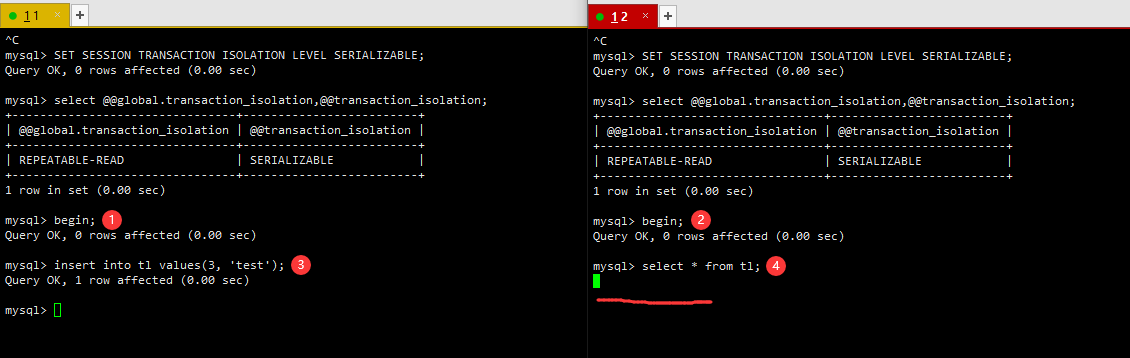 1 1 × +
^C
mysql> SET SESSION TRANSACTION ISOLATION LEVEL SERIALIZABLE;
Query OK, 0 rows affected (0.00 sec)
mysql> select @@global.transaction_isolation,@@transaction_isolation;
+--------------------------------+-------------------------+
| @@global.transaction_isolation | @@transaction_isolation |
+--------------------------------+-------------------------+
| REPEATABLE-READ                | SERIALIZABLE            |
+--------------------------------+-------------------------+
1 row in set (0.00 sec)
mysql> begin; 1
Query OK, 0 rows affected (0.00 sec)
mysql> insert into tl values(3, 'test'); 3
Query OK, 1 row affected (0.00 sec)
mysql>
1 2 × +
^C
mysql> SET SESSION TRANSACTION ISOLATION LEVEL SERIALIZABLE;
Query OK, 0 rows affected (0.00 sec)
mysql> select @@global.transaction_isolation,@@transaction_isolation;
+--------------------------------+-------------------------+
| @@global.transaction_isolation | @@transaction_isolation |
+--------------------------------+-------------------------+
| REPEATABLE-READ                | SERIALIZABLE            |
+--------------------------------+-------------------------+
1 row in set (0.00 sec)
mysql> begin; 2
Query OK, 0 rows affected (0.00 sec)
mysql> select * from tl; 4